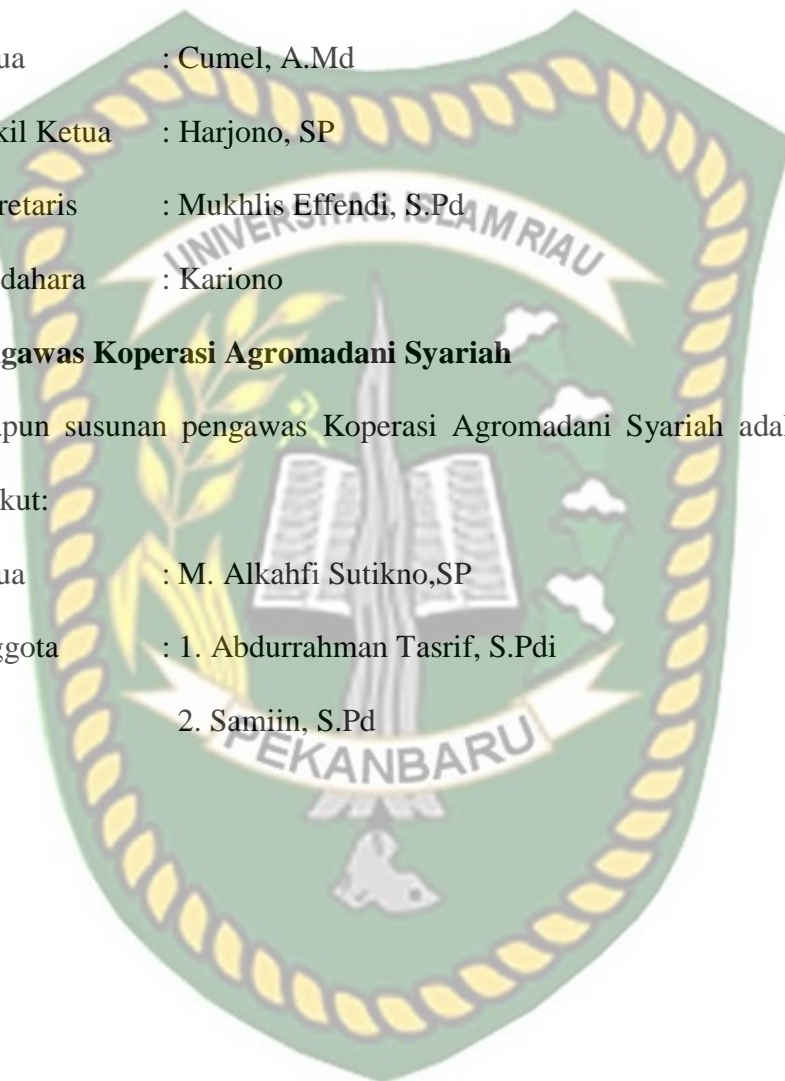 ua : Cumel, A.Md
kil Ketua : Harjono, SP
retaris : Mukhlis Effendi, S.Pd
UNIVERSITAS ISLAM RIAU
dahara : Kariono
gawas Koperasi Agromadani Syariah
pun susunan pengawas Koperasi Agromadani Syariah adal
kut:
ua : M. Alkahfi Sutikno,SP
ggota : 1. Abdurrahman Tasrif, S.Pdi
2. Samiin, S.Pd
PEKANBARU